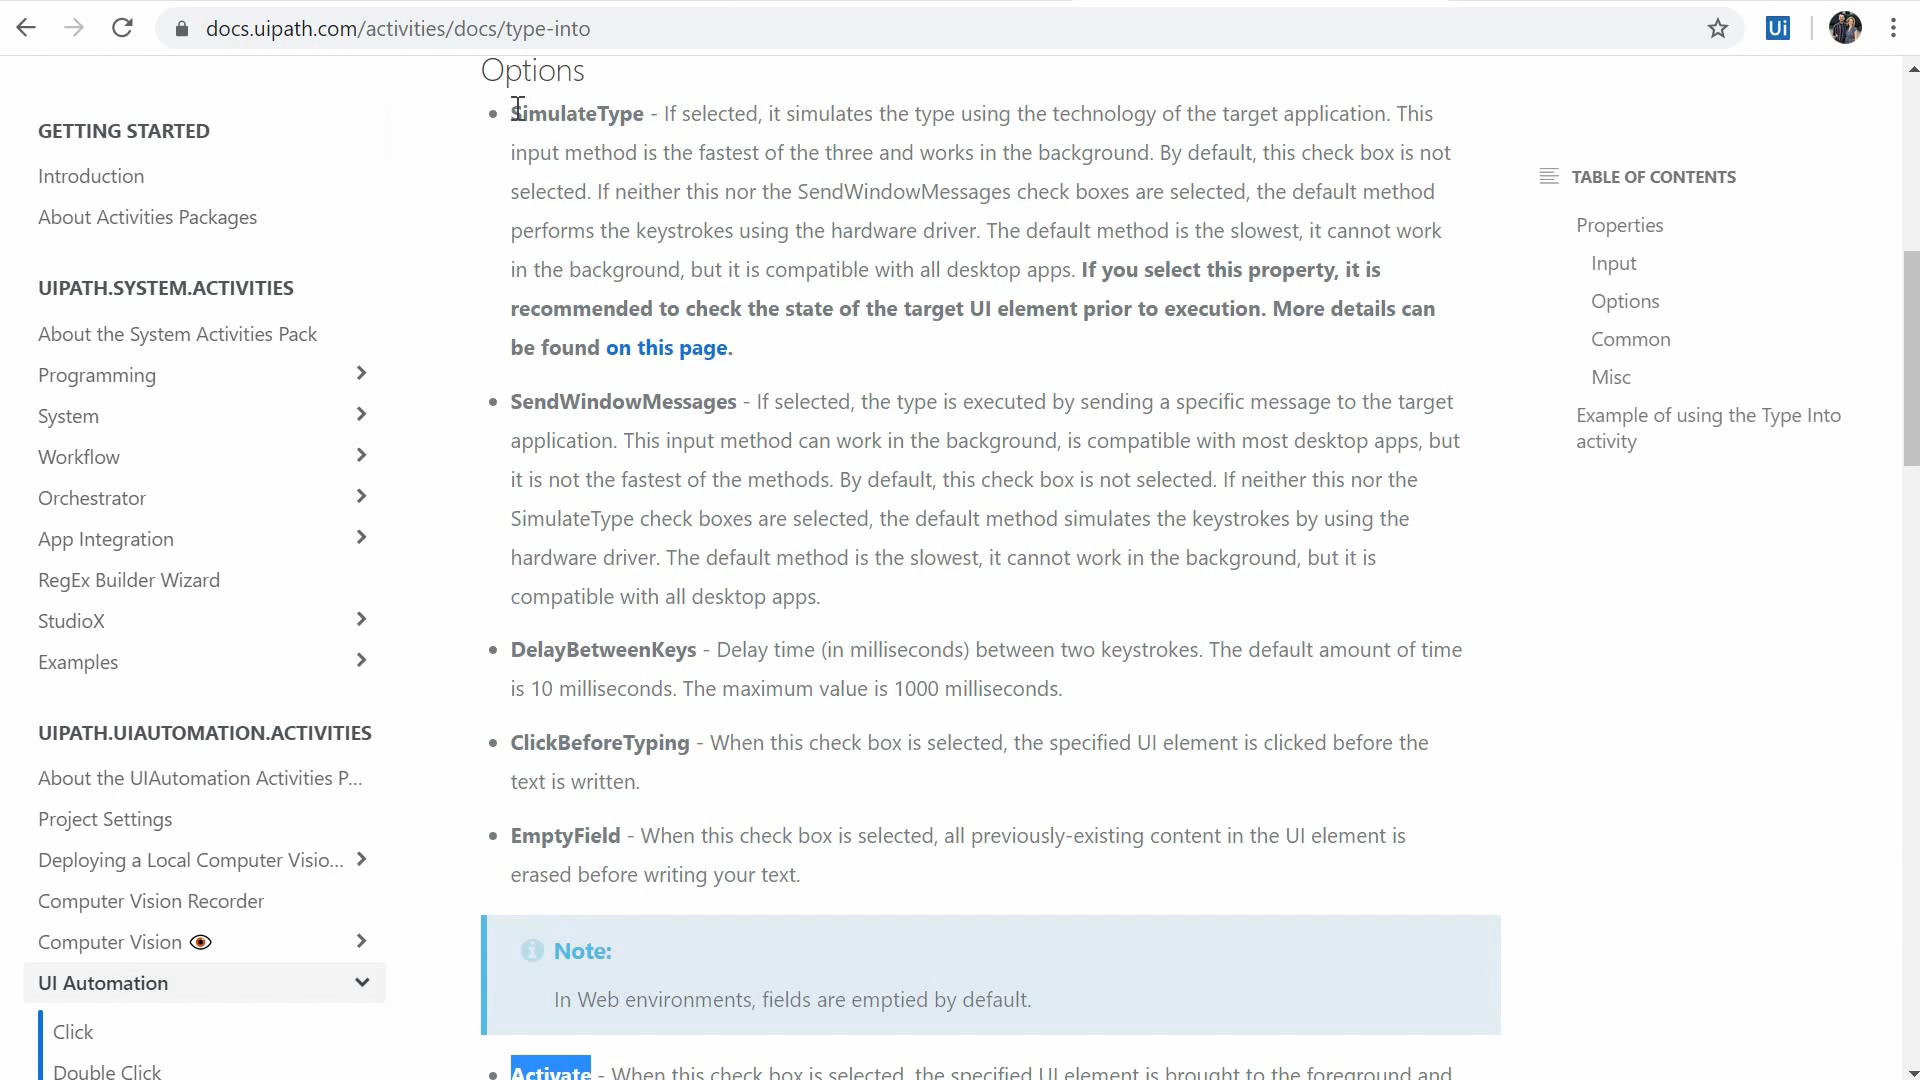 docs.uipath.com/activities/docs/type-into
Ui
GETTING STARTED
Introduction
About Activities Packages
UIPATH.SYSTEM.ACTIVITIES
About the System Activities Pack
Programming
System
Workflow
Orchestrator
App Integration
RegEx Builder Wizard
StudioX
Examples
UIPATH.UIAUTOMATION.ACTIVITIES
About the UIAutomation Activities P...
Project Settings
Deploying a Local Computer Visio...
Computer Vision Recorder
Computer Vision
UI Automation
Click
Double Click
Options
SimulateType - If selected, it simulates the type using the technology of the target application. This
input method is the fastest of the three and works in the background. By default, this check box is not
selected. If neither this nor the SendWindowMessages check boxes are selected, the default method
performs the keystrokes using the hardware driver. The default method is the slowest, it cannot work
in the background, but it is compatible with all desktop apps. If you select this property, it is
recommended to check the state of the target UI element prior to execution. More details can
be found on this page.
SendWindowMessages - If selected, the type is executed by sending a specific message to the target
application. This input method can work in the background, is compatible with most desktop apps, but
it is not the fastest of the methods. By default, this check box is not selected. If neither this nor the
SimulateType check boxes are selected, the default method simulates the keystrokes by using the
hardware driver. The default method is the slowest, it cannot work in the background, but it is
compatible with all desktop apps.
DelayBetweenKeys - Delay time (in milliseconds) between two keystrokes. The default amount of time
is 10 milliseconds. The maximum value is 1000 milliseconds.
ClickBeforeTyping - When this check box is selected, the specified UI element is clicked before the
text is written.
EmptyField - When this check box is selected, all previously-existing content in the UI element is
erased before writing your text.
Note:
In Web environments, fields are emptied by default.
Activate - When this check box is selected, the specified UI element is brought to the foreground and
TABLE OF CONTENTS
Properties
Input
Options
Common
Misc
Example of using the Type Into
activity